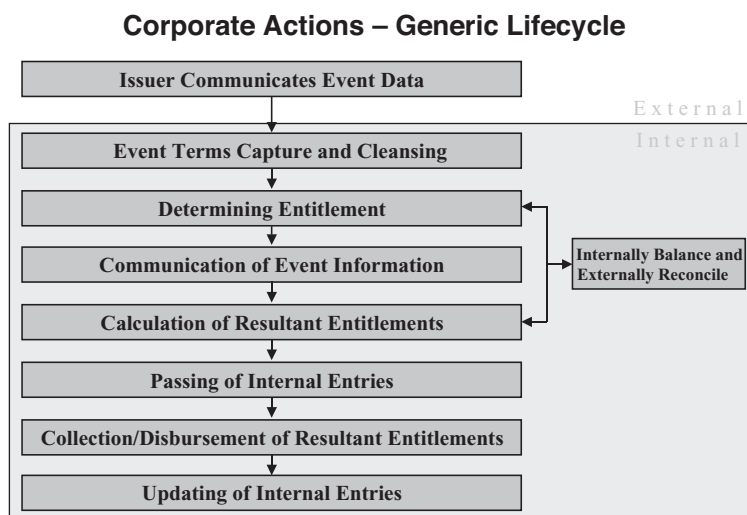 Corporate Actions – Generic Lifecycle
Issuer Communicates Event Data
External
Internal
Event Terms Capture and Cleansing
Determining Entitlement
Communication of Event Information
Internally Balance and
Externally Reconcile
Calculation of Resultant Entitlements
Passing of Internal Entries
Collection/Disbursement of Resultant Entitlements
Updating of Internal Entries